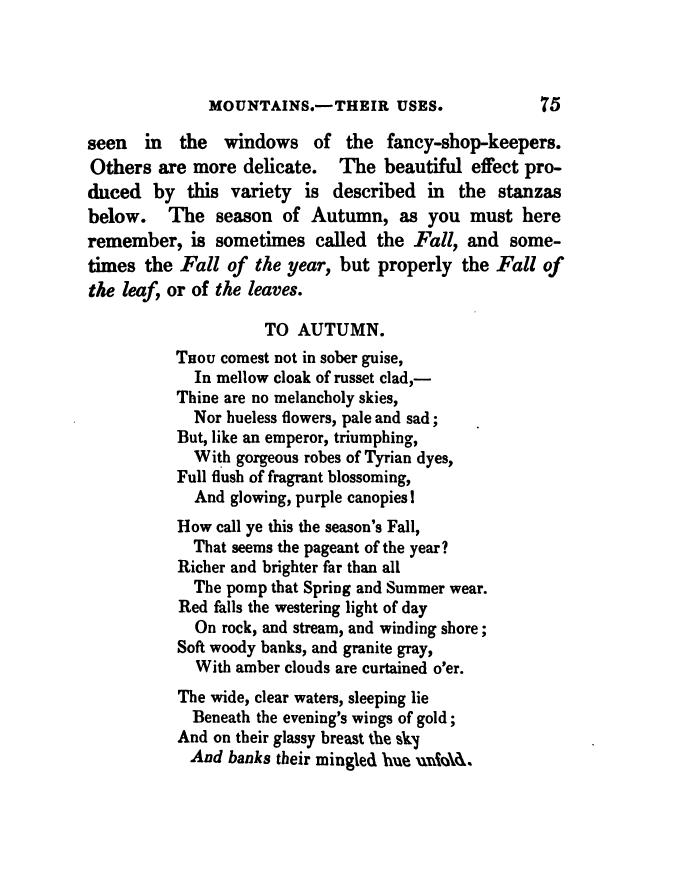 MOUNTAINS.—THEIR USES. 75
seen in the windows of the fancy-shop-keepers.
Others are more delicate. The beautiful effect pro-
duced by this variety is described in the stanzas
below. The season of Autumn, as you must here
remember, is sometimes called the Fall, and some-
times the Fall of the year, but properly the Fall of
the leaf, or of the leaves.
TO AUTUMN.
THOU comest not in sober guise,
In mellow cloak of russet clad,—
Thine are no melancholy skies,
Nor hueless flowers, pale and sad;
But, like an emperor, triumphing,
With gorgeous robes of Tyrian dyes,
Full flush of fragrant blossoming,
And glowing, purple canopies!
How call ye this the season's Fall,
That seems the pageant of the year?
Richer and brighter far than all
The pomp that Spring and Summer wear.
Red falls the westering light of day
On rock, and stream, and winding shore;
Soft woody banks, and granite gray,
With amber clouds are curtained o'er.
The wide, clear waters, sleeping lie
Beneath the evening's wings of gold;
And on their glassy breast the sky
And banks their mingled hue unfold.